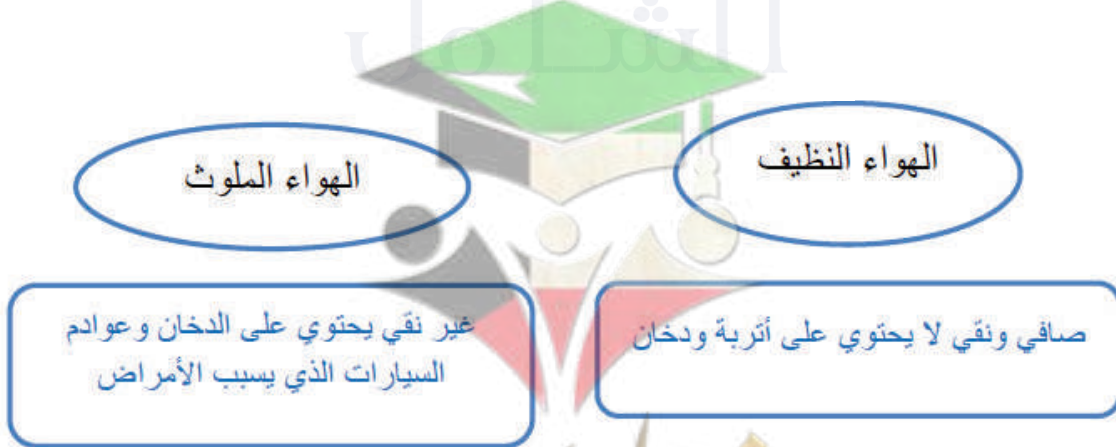 الشامل
الهواء النظيف
الهواء الملوث
صافي ونقي لا يحتوي على أتربة ودخان
غير نقي يحتوي على الدخان وعوادم
السيارات الذي يسبب الأمراض